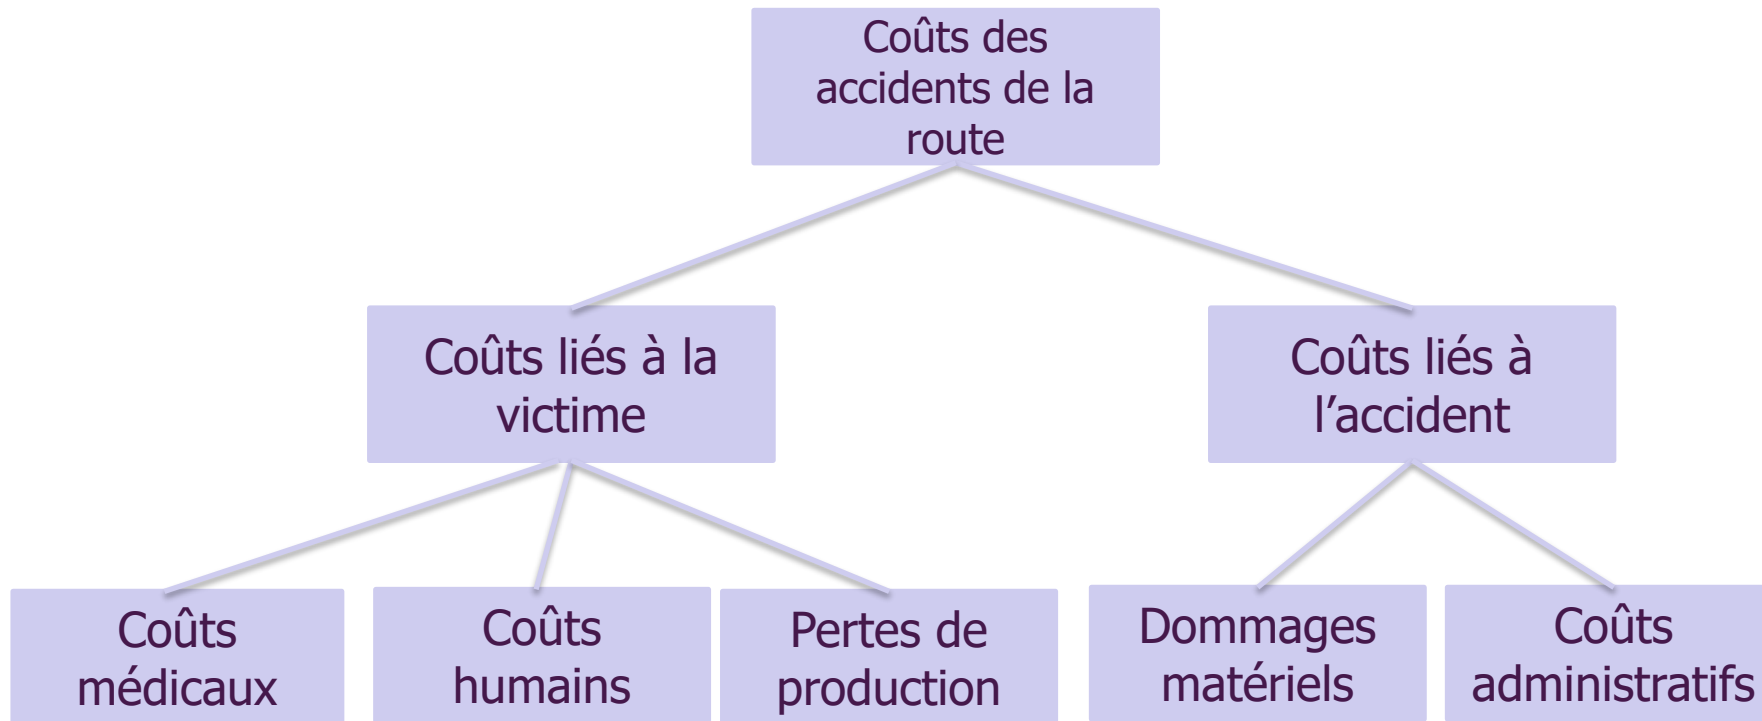 Coûts des
accidents de la
route
Coûts liés à la
victime
Coûts liés à
l’accident
Coûts
médicaux
Coûts
humains
Pertes de
production
Dommages
matériels
Coûts
administratifs